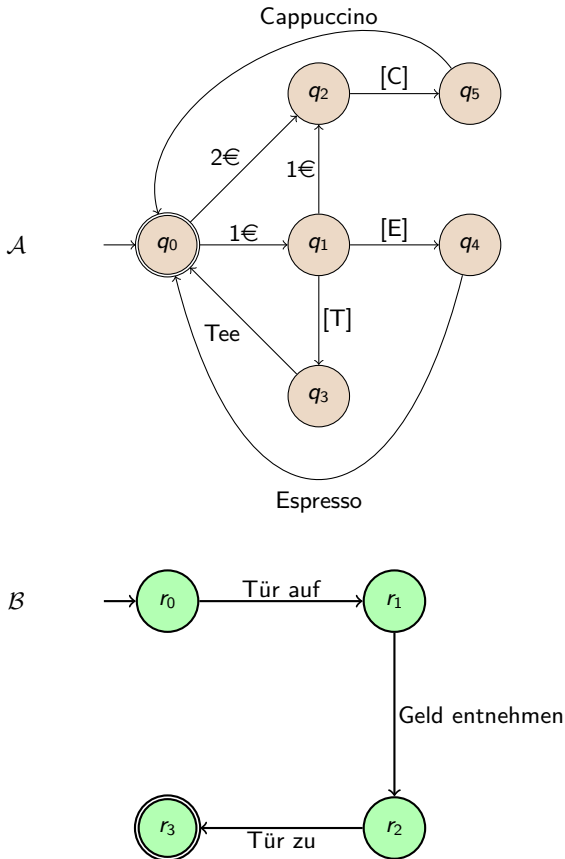 Cappuccino
q2 [C] q5
2€ 1€
𝒜 q0 1€ q1 [E] q4
Tee [T]
q3
Espresso
ℬ r0 Tür auf r1
Geld entnehmen
r3 Tür zu r2